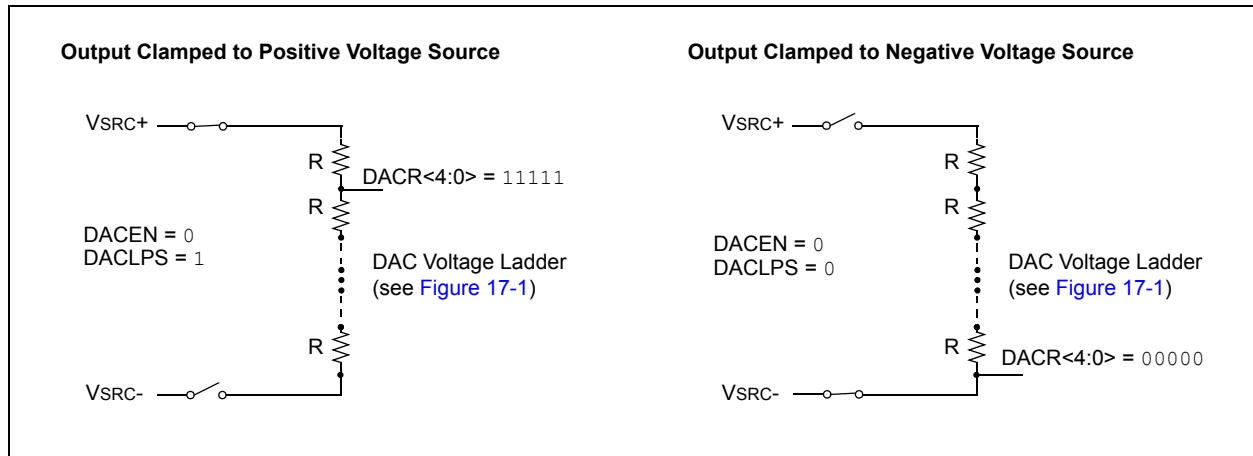 Output Clamped to Positive Voltage Source
VSRC+
R
DACR<4:0> = 11111
R
DACEN = 0
DACLPS = 1
DAC Voltage Ladder
(see Figure 17-1)
R
VSRC-
Output Clamped to Negative Voltage Source
VSRC+
R
R
DACEN = 0
DACLPS = 0
DAC Voltage Ladder
(see Figure 17-1)
R
DACR<4:0> = 00000
VSRC-